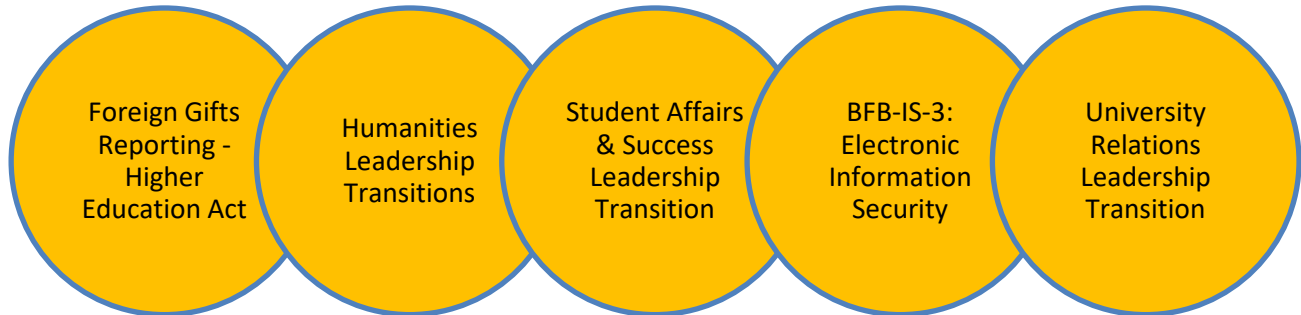 Foreign Gifts
Reporting -
Higher
Education Act
Humanities
Leadership
Transitions
Student Affairs
& Success
Leadership
Transition
BFB-IS-3:
Electronic
Information
Security
University
Relations
Leadership
Transition